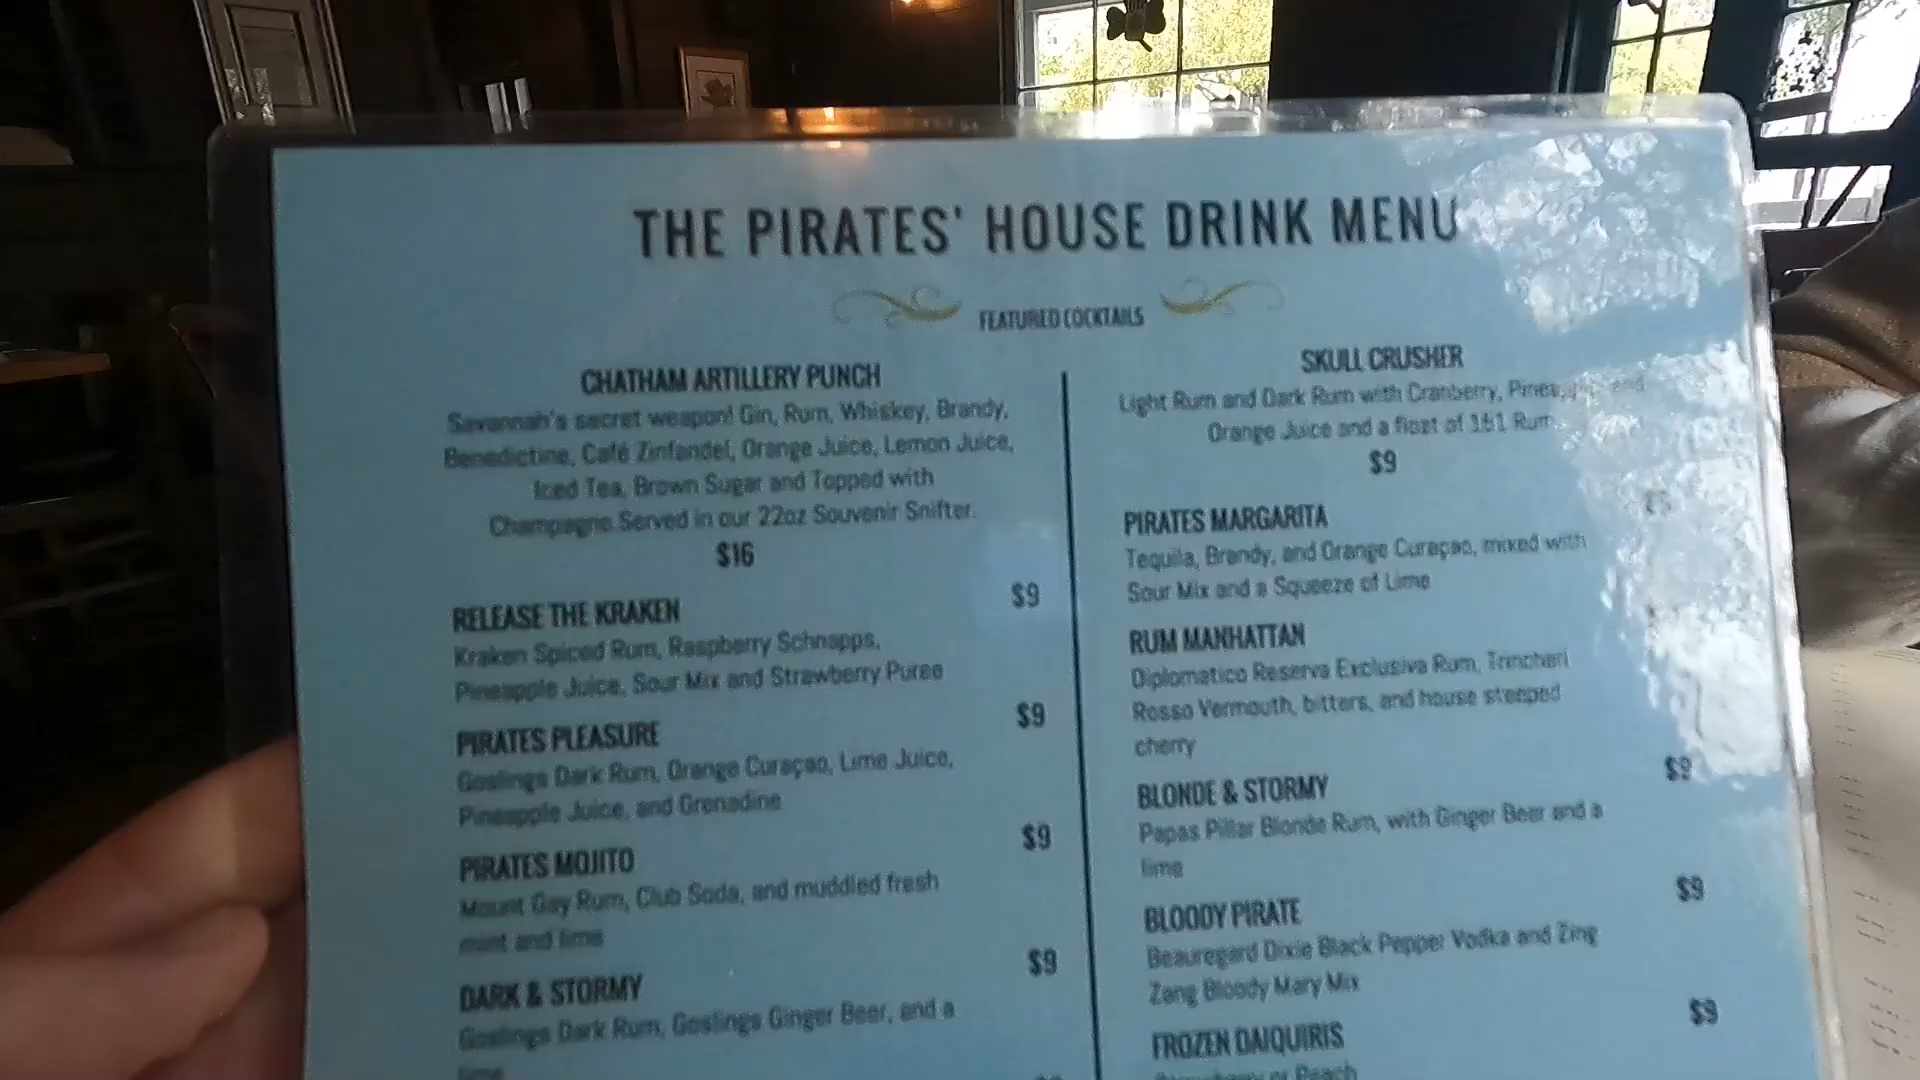 THE PIRATES' HOUSE DRINK MENU
FEATURED COCKTAILS
CHATHAM ARTILLERY PUNCH
Savannah's secret weapon! Gin, Rum, Whiskey, Brandy,
Benedictine, Café Zinfandel, Orange Juice, Lemon Juice,
Iced Tea, Brown Sugar and Topped with
Champagne.Served in our 22oz Souvenir Snifter.
$16
RELEASE THE KRAKEN $9
Kraken Spiced Rum, Raspberry Schnapps,
Pineapple Juice, Sour Mix and Strawberry Puree
PIRATES PLEASURE $9
Goslings Dark Rum, Orange Curaçao, Lime Juice,
Pineapple Juice, and Grenadine
PIRATES MOJITO $9
Mount Gay Rum, Club Soda, and muddled fresh
mint and lime
DARK & STORMY $9
Goslings Dark Rum, Goslings Ginger Beer, and a
lime
SKULL CRUSHER
Light Rum and Dark Rum with Cranberry, Pineapple and
Orange Juice and a float of 151 Rum.
$9
PIRATES MARGARITA
Tequila, Brandy, and Orange Curaçao, mixed with
Sour Mix and a Squeeze of Lime
RUM MANHATTAN
Diplomatico Reserva Exclusiva Rum, Trincheri
Rosso Vermouth, bitters, and house steeped
cherry
BLONDE & STORMY $9
Papas Pillar Blonde Rum, with Ginger Beer and a
lime
BLOODY PIRATE $9
Beauregard Dixie Black Pepper Vodka and Zing
Zang Bloody Mary Mix
FROZEN DAIQUIRIS $9
Strawberry or Peach